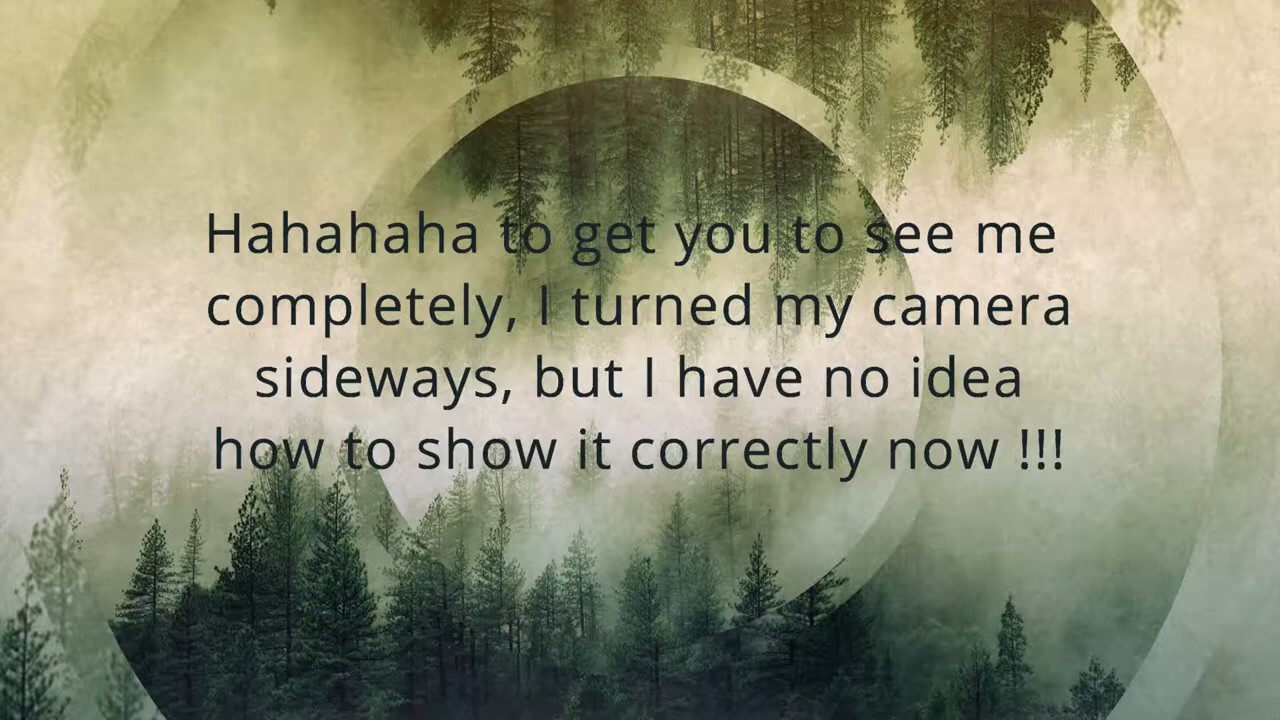 Hahahaha to get you to see me
completely, I turned my camera
sideways, but I have no idea
how to show it correctly now !!!